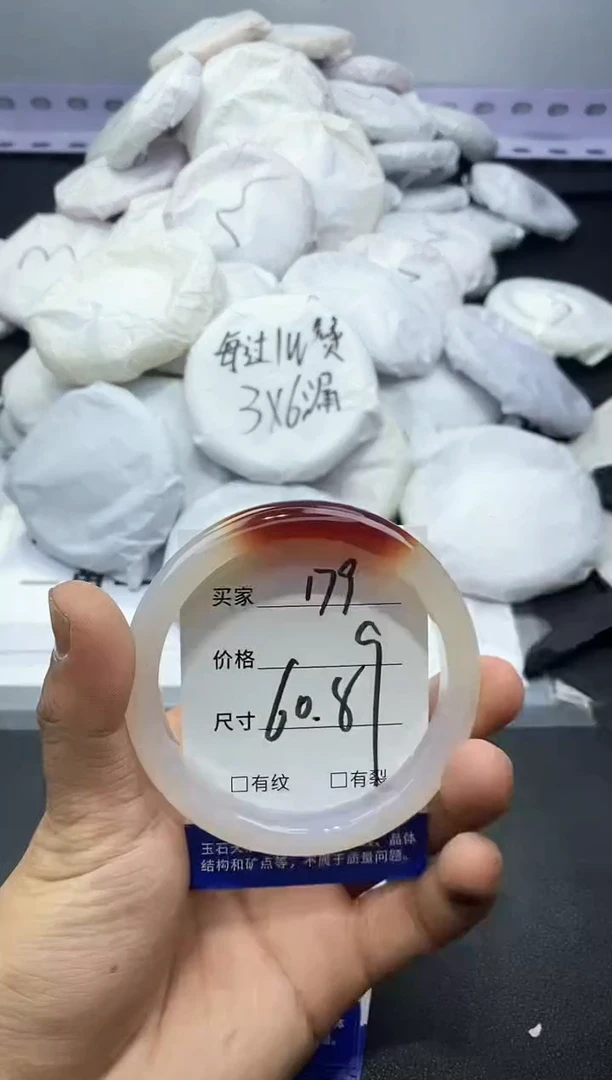 每过1W赞
3X6漏
买家 179
价格
尺寸 60.8
□有纹 □有裂
结构和矿点等，不属于质量问题。